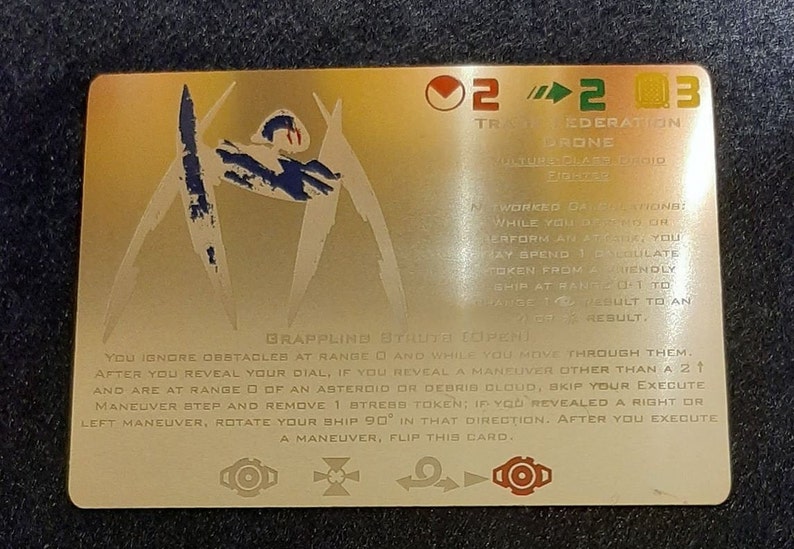 2 2 3
Trade Federation
Drone
Vulture-Class Droid
Fighter
Networked Calculations:
While you defend or
perform an attack, you
may spend 1 calculate
token from a friendly
ship at range 0-1 to
change 1 result to an
or result.
Grappling Struts [Open]
You ignore obstacles at range 0 and while you move through them.
After you reveal your dial, if you reveal a maneuver other than a 2 ↑
and are at range 0 of an asteroid or debris cloud, skip your Execute
Maneuver step and remove 1 stress token; if you revealed a right or
left maneuver, rotate your ship 90° in that direction. After you execute
a maneuver, flip this card.